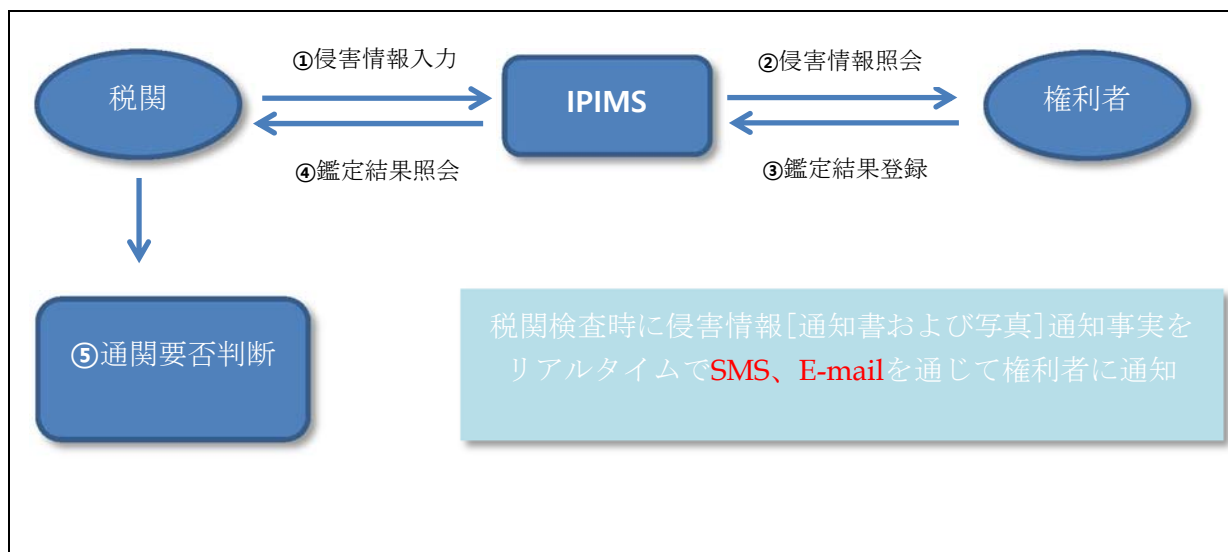 ①侵害情報入力
②侵害情報照会
税関
IPIMS
権利者
④鑑定結果照会
③鑑定結果登録
⑤通関要否判断
税関検査時に侵害情報[通知書および写真]通知事実を
リアルタイムでSMS、E-mailを通じて権利者に通知